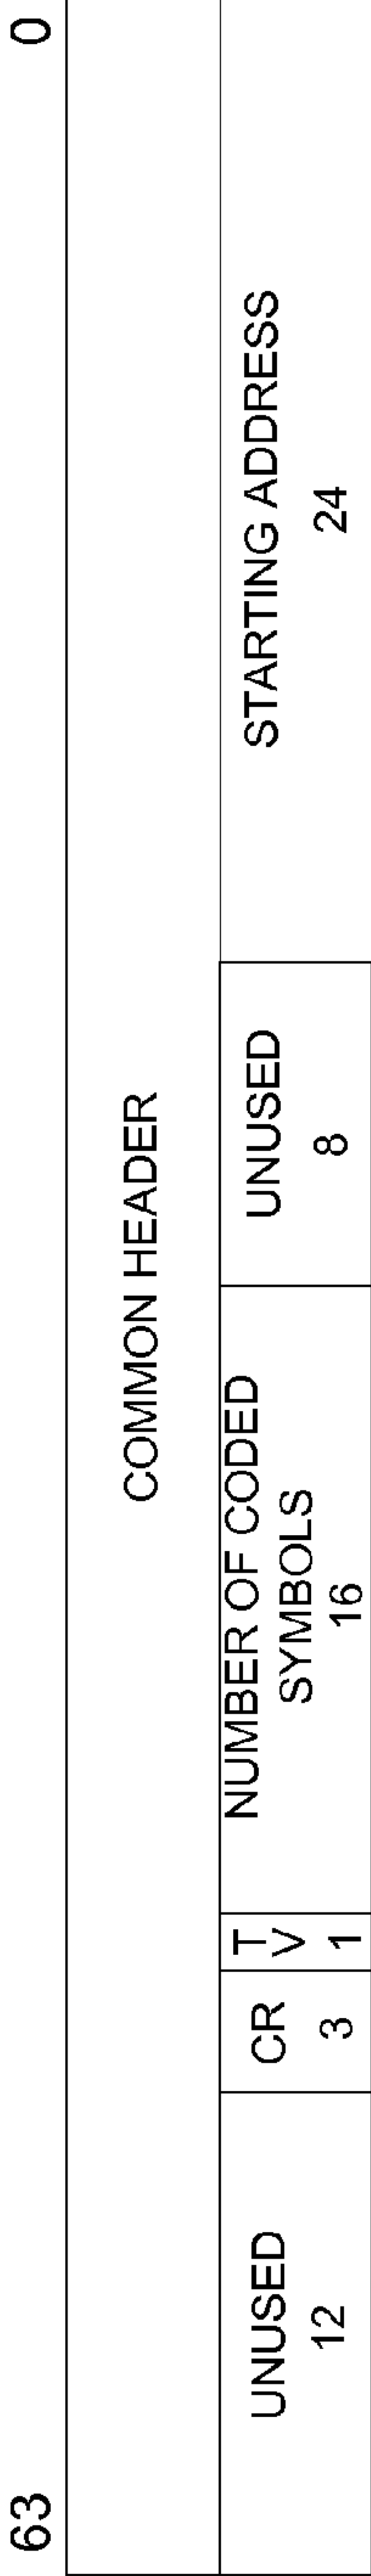 63 0
COMMON HEADER
UNUSED
12
CR
3
T
V
1
NUMBER OF CODED
SYMBOLS
16
UNUSED
8
STARTING ADDRESS
24